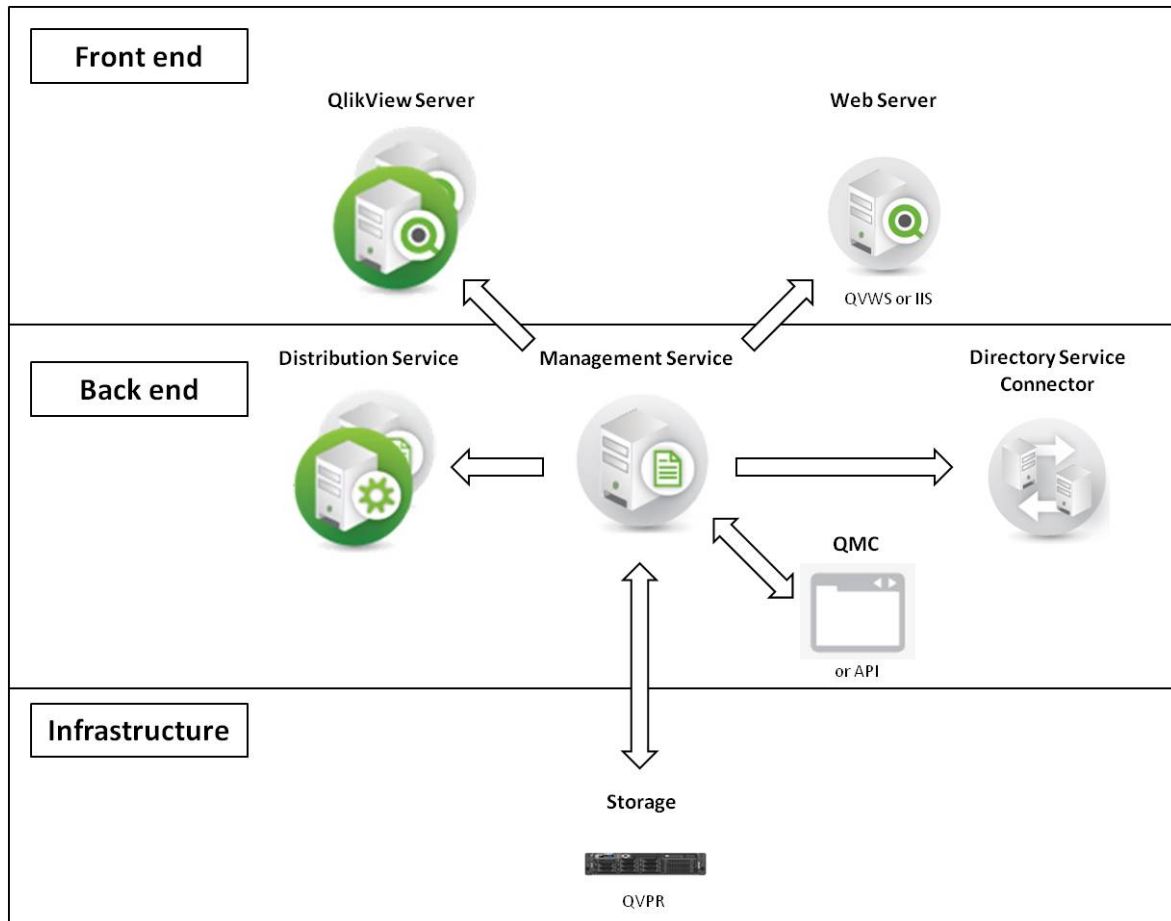 Front end
QlikView Server
Web Server
QVWS or IIS
Back end
Distribution Service
Management Service
Directory Service
Connector
QMC
or API
Infrastructure
Storage
QVPR